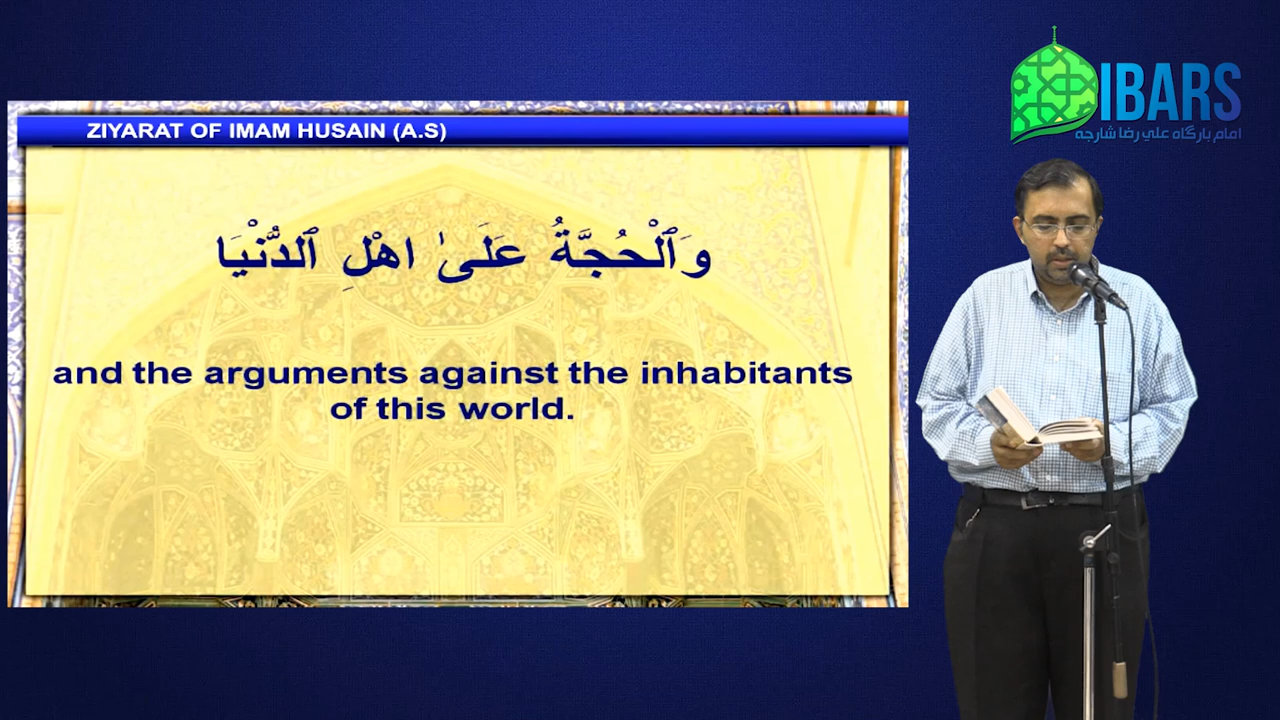 IBARS
امام بارگاه علي رضا شارجه
ZIYARAT OF IMAM HUSAIN (A.S)
وَٱلْحُجَّةُ عَلَىٰ اهْلِ ٱلدُّنْيَا
and the arguments against the inhabitants
of this world.